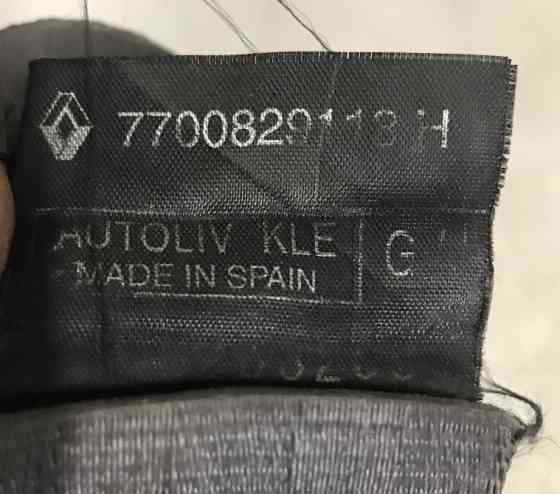 7700829113 H
AUTOLIV KLE G
MADE IN SPAIN